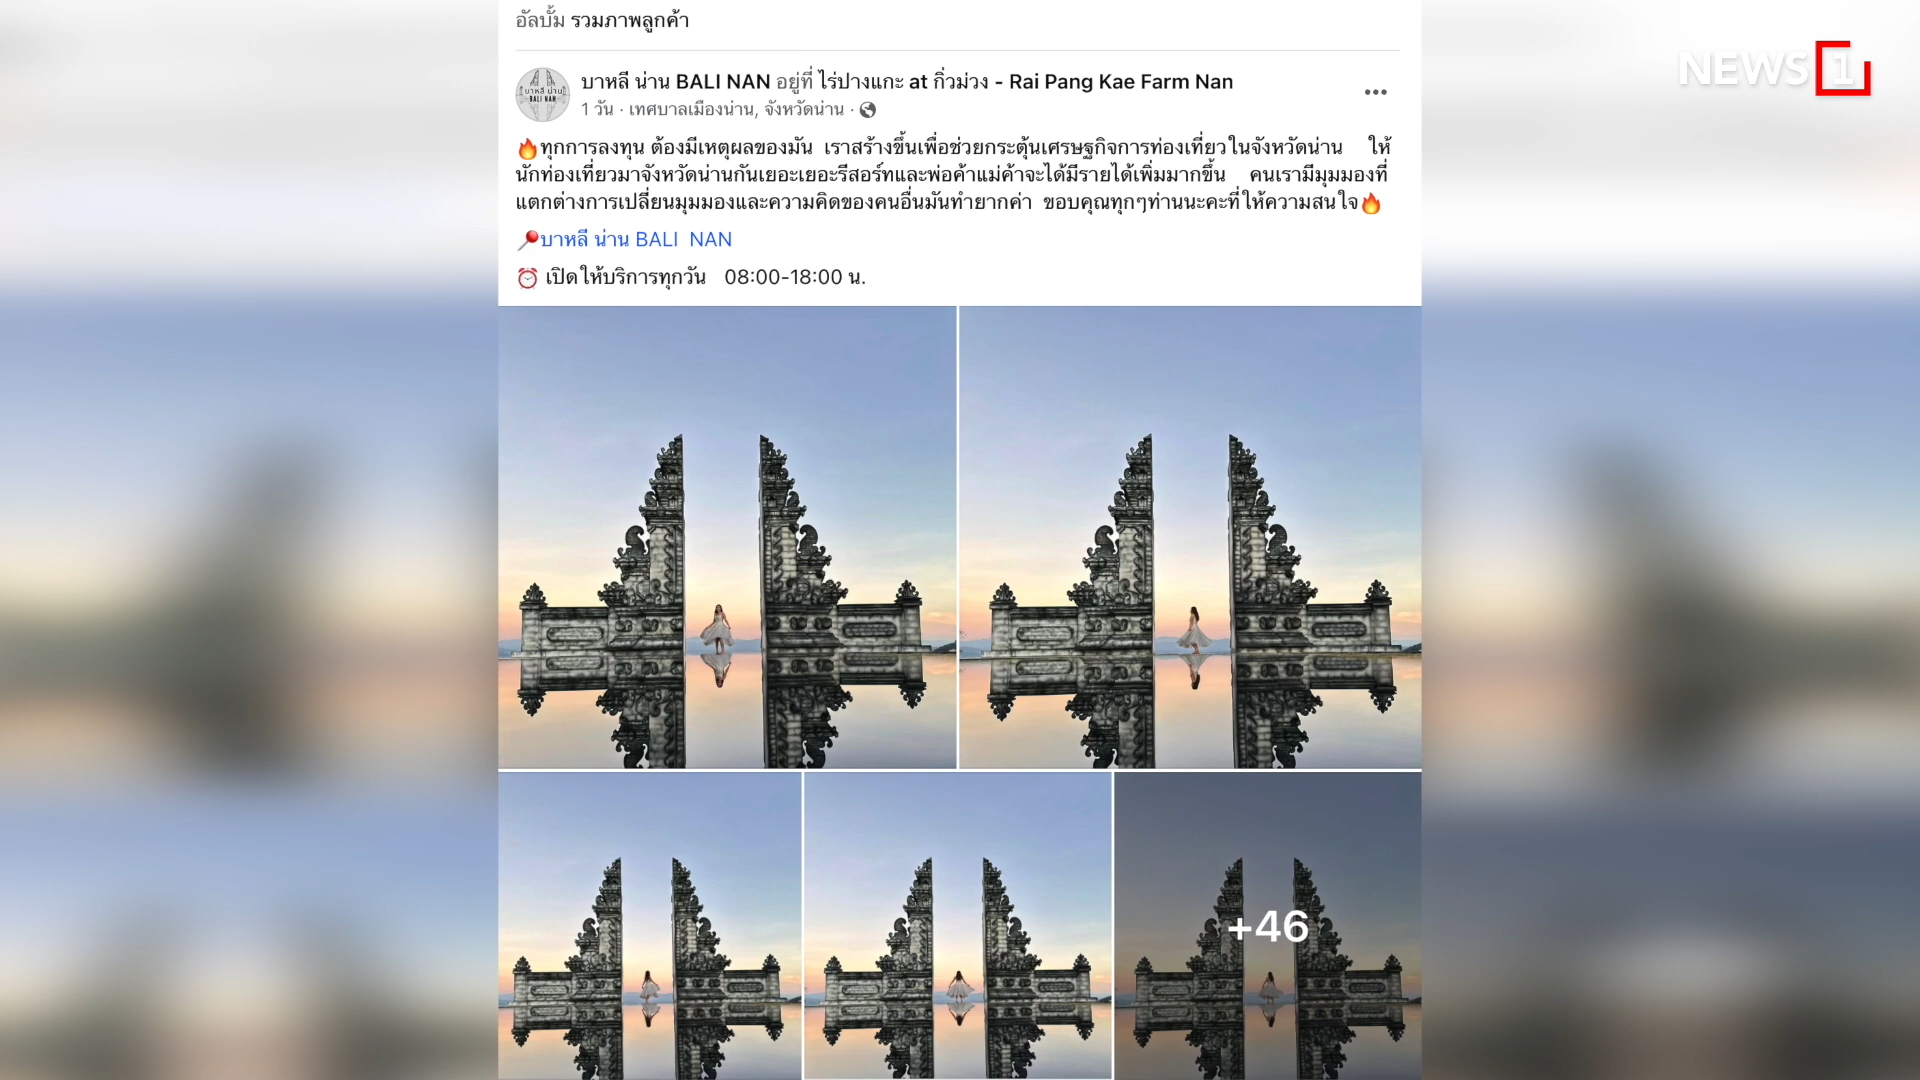 อัลบั้ม รวมภาพลูกค้า
NEWS 1
บาหลี น่าน BALI NAN อยู่ที่ ไร่ปางแกะ at กิ่วม่วง - Rai Pang Kae Farm Nan
1 วัน · เทศบาลเมืองน่าน, จังหวัดน่าน ·
บาหลี น่าน
BALI NAN
🔥ทุกการลงทุน ต้องมีเหตุผลของมัน เราสร้างขึ้นเพื่อช่วยกระตุ้นเศรษฐกิจการท่องเที่ยวในจังหวัดน่าน ให้
นักท่องเที่ยวมาจังหวัดน่านกันเยอะเยอะรีสอร์ทและพ่อค้าแม่ค้าจะได้มีรายได้เพิ่มมากขึ้น คนเรามีมุมมองที่
แตกต่างการเปลี่ยนมุมมองและความคิดของคนอื่นมันทำยากค่า ขอบคุณทุกๆท่านนะคะที่ให้ความสนใจ🔥
📍บาหลี น่าน BALI NAN
⏰ เปิดให้บริการทุกวัน 08:00-18:00 น.
+46